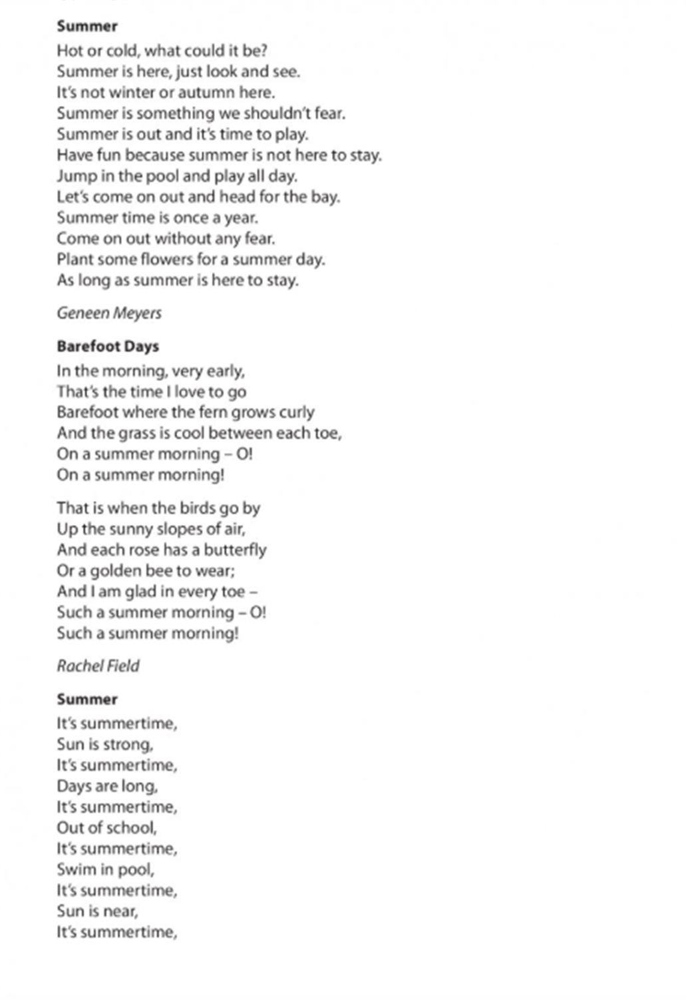 Summer
Hot or cold, what could it be?
Summer is here, just look and see.
It's not winter or autumn here.
Summer is something we shouldn't fear.
Summer is out and it's time to play.
Have fun because summer is not here to stay.
Jump in the pool and play all day.
Let's come on out and head for the bay.
Summer time is once a year.
Come on out without any fear.
Plant some flowers for a summer day.
As long as summer is here to stay.
Geneen Meyers
Barefoot Days
In the morning, very early,
That's the time I love to go
Barefoot where the fern grows curly
And the grass is cool between each toe,
On a summer morning – O!
On a summer morning!
That is when the birds go by
Up the sunny slopes of air,
And each rose has a butterfly
Or a golden bee to wear;
And I am glad in every toe –
Such a summer morning – O!
Such a summer morning!
Rachel Field
Summer
It's summertime,
Sun is strong,
It's summertime,
Days are long,
It's summertime,
Out of school,
It's summertime,
Swim in pool,
It's summertime,
Sun is near,
It's summertime,